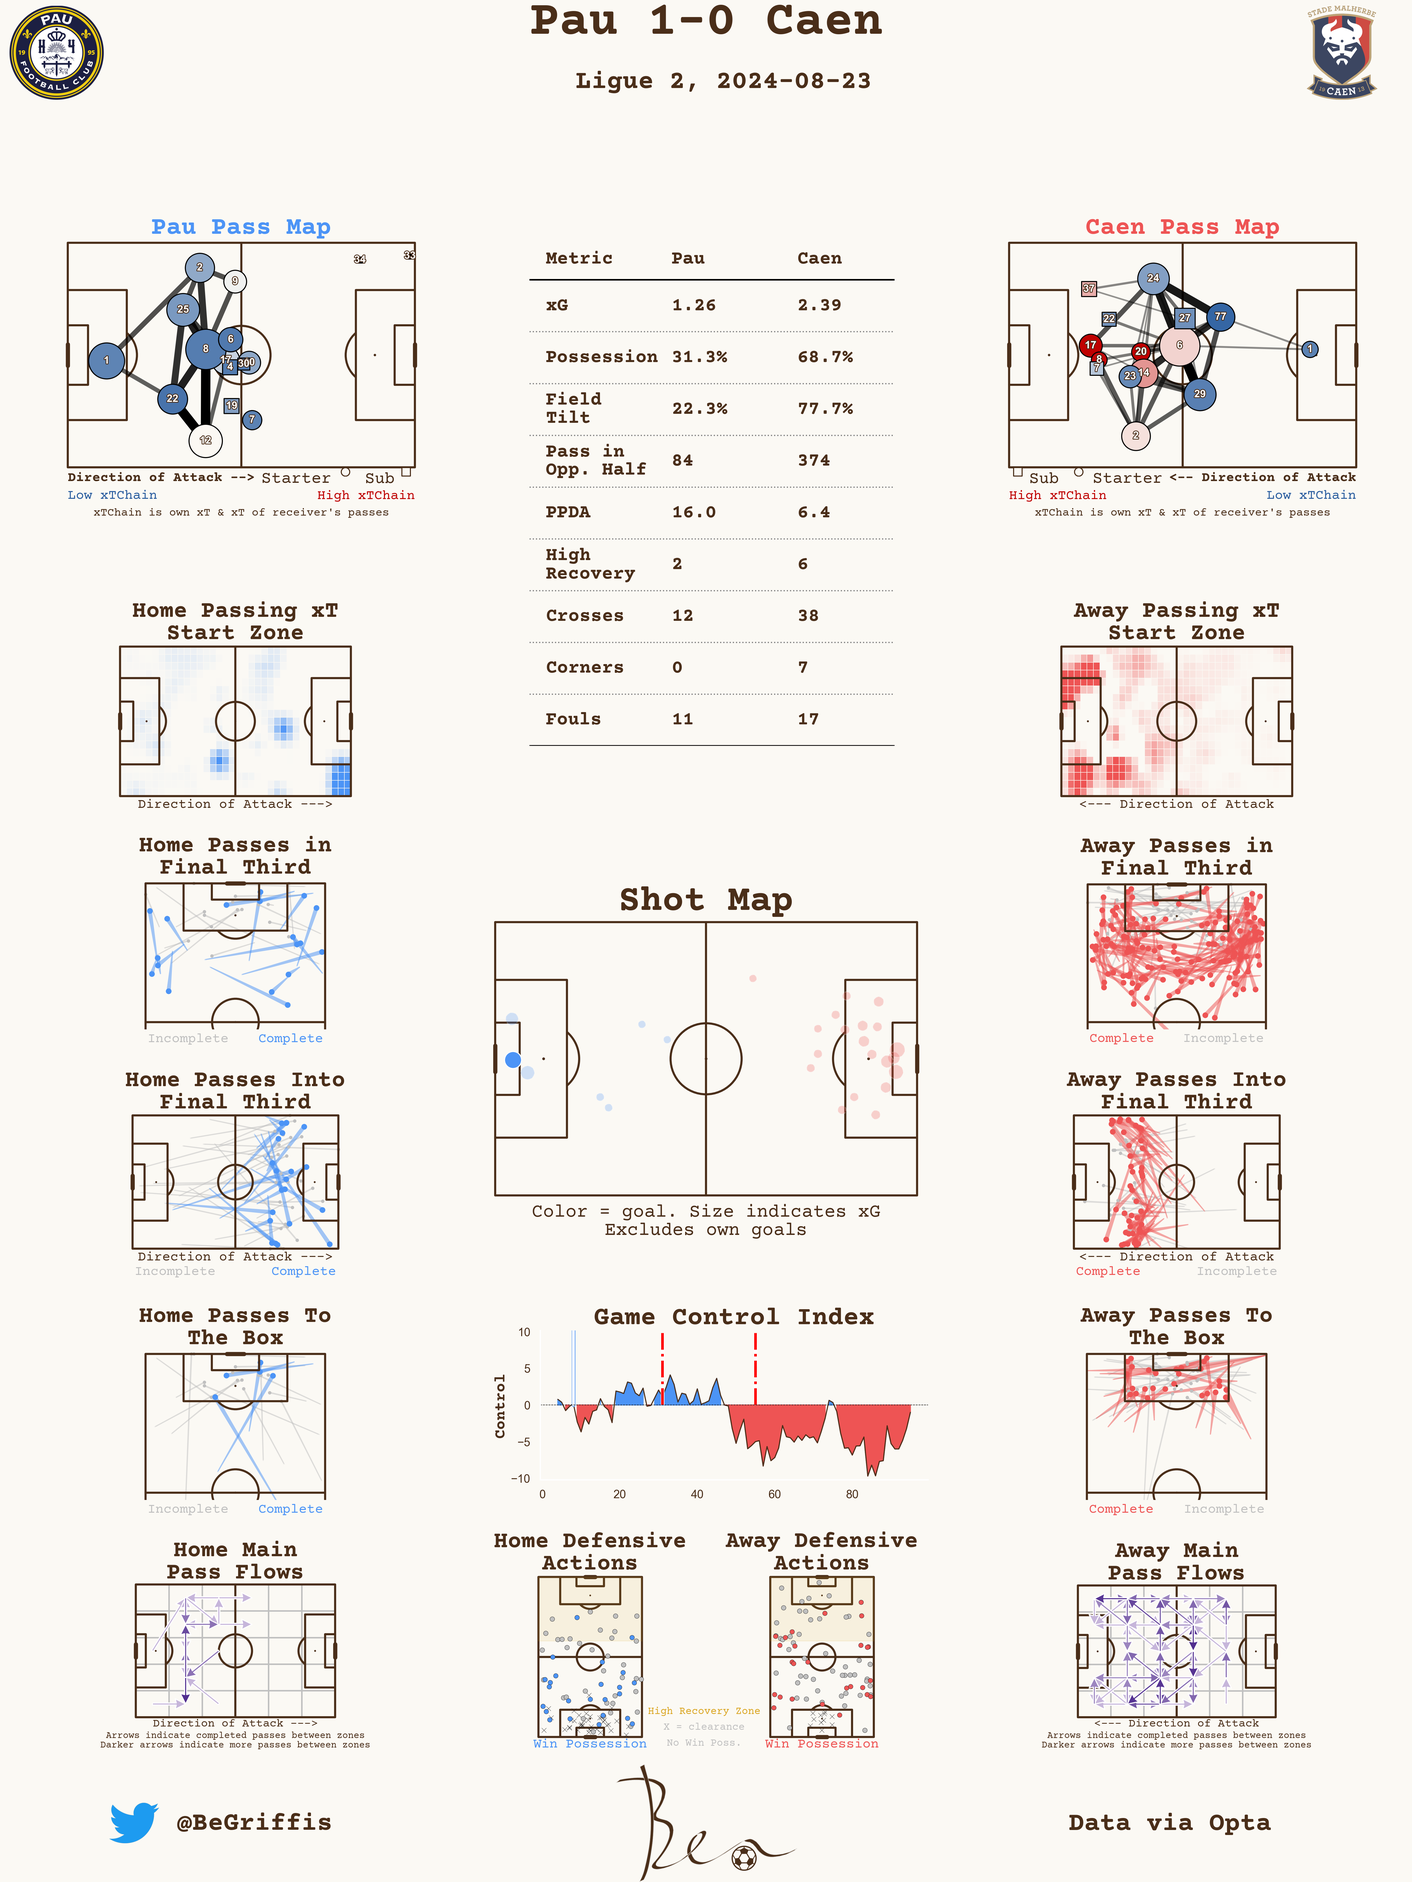 Pau 1-0 Caen
Ligue 2, 2024-08-23
PAU
FOOTBALL CLUB
19 95
STADE MALHERBE
CAEN
19 13
Pau Pass Map
34
33
2
9
25
6
8
1
4
30
22
19
7
12
Direction of Attack --> Starter Sub
Low xTChain High xTChain
xTChain is own xT & xT of receiver's passes
Metric Pau Caen
xG 1.26 2.39
Possession 31.3% 68.7%
Field
Tilt 22.3% 77.7%
Pass in
Opp. Half 84 374
PPDA 16.0 6.4
High
Recovery 2 6
Crosses 12 38
Corners 0 7
Fouls 11 17
Caen Pass Map
24
37
22
27
77
17
20
6
1
8
7
23
14
29
2
Sub Starter <-- Direction of Attack
High xTChain Low xTChain
xTChain is own xT & xT of receiver's passes
Home Passing xT
Start Zone
Direction of Attack --->
Away Passing xT
Start Zone
<--- Direction of Attack
Home Passes in
Final Third
Incomplete Complete
Away Passes in
Final Third
Complete Incomplete
Shot Map
Color = goal. Size indicates xG
Excludes own goals
Home Passes Into
Final Third
Direction of Attack --->
Incomplete Complete
Away Passes Into
Final Third
<--- Direction of Attack
Complete Incomplete
Home Passes To
The Box
Incomplete Complete
Game Control Index
Control
10
5
0
−5
−10
0 20 40 60 80
Away Passes To
The Box
Complete Incomplete
Home Main
Pass Flows
Direction of Attack --->
Arrows indicate completed passes between zones
Darker arrows indicate more passes between zones
Home Defensive
Actions
Win Possession
Away Defensive
Actions
Win Possession
High Recovery Zone
X = clearance
No Win Poss.
Away Main
Pass Flows
<--- Direction of Attack
Arrows indicate completed passes between zones
Darker arrows indicate more passes between zones
@BeGriffis
Ben
Data via Opta